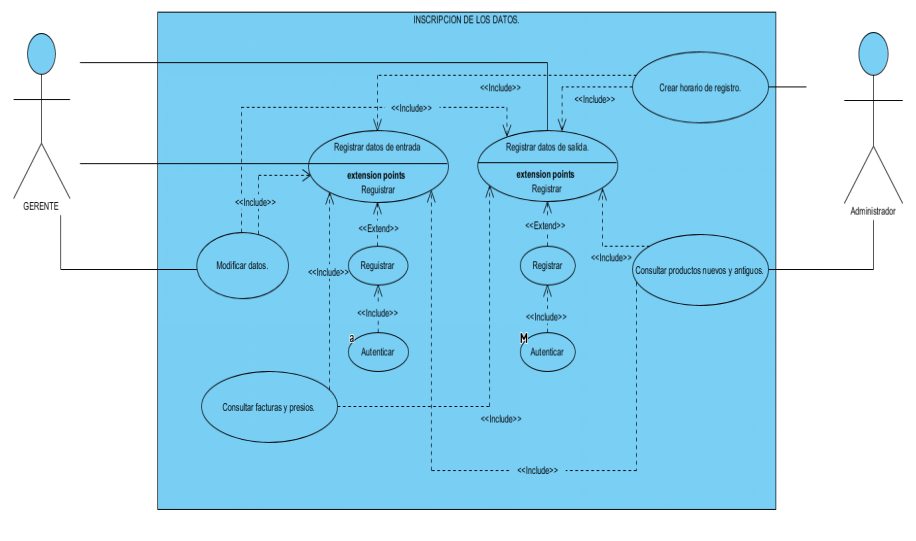 INSCRIPCION DE LOS DATOS.
<<Include>>
Crear horario de registro.
<<Include>>
<<Include>>
Registrar datos de entrada
Registrar datos de salida.
extension points
extension points
Reguistrar
Registrar
GERENTE
<<Include>>
Administrador
<<Extend>>
<<Extend>>
<<Include>>
Modificar datos.
Reguistrar
Registrar
Consultar productos nuevos y antiguos.
<<Include>>
<<Include>>
<<Include>>
a
M
Autenticar
Autenticar
Consultar facturas y presios.
<<Include>>
<<Include>>